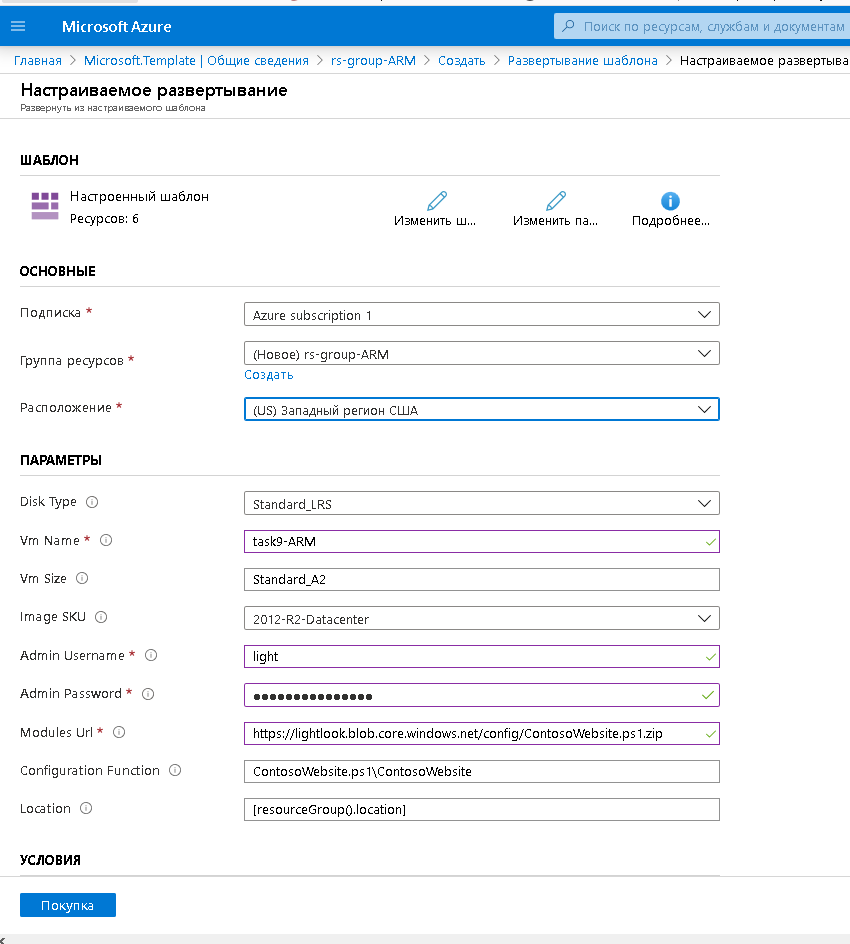 Microsoft Azure
Поиск по ресурсам, службам и документам
Главная > Microsoft.Template | Общие сведения > rs-group-ARM > Создать > Развертывание шаблона > Настраиваемое развертыва
Настраиваемое развертывание
Развернуть из настраиваемого шаблона
ШАБЛОН
Настроенный шаблон
Ресурсов: 6
Изменить ш... Изменить па... Подробнее...
ОСНОВНЫЕ
Подписка * Azure subscription 1
Группа ресурсов * (Новое) rs-group-ARM
Создать
Расположение * (US) Западный регион США
ПАРАМЕТРЫ
Disk Type Standard_LRS
Vm Name * task9-ARM
Vm Size Standard_A2
Image SKU 2012-R2-Datacenter
Admin Username * light
Admin Password * ●●●●●●●●●●●●●●●
Modules Url * https://lightlook.blob.core.windows.net/config/ContosoWebsite.ps1.zip
Configuration Function ContosoWebsite.ps1\ContosoWebsite
Location [resourceGroup().location]
УСЛОВИЯ
Покупка